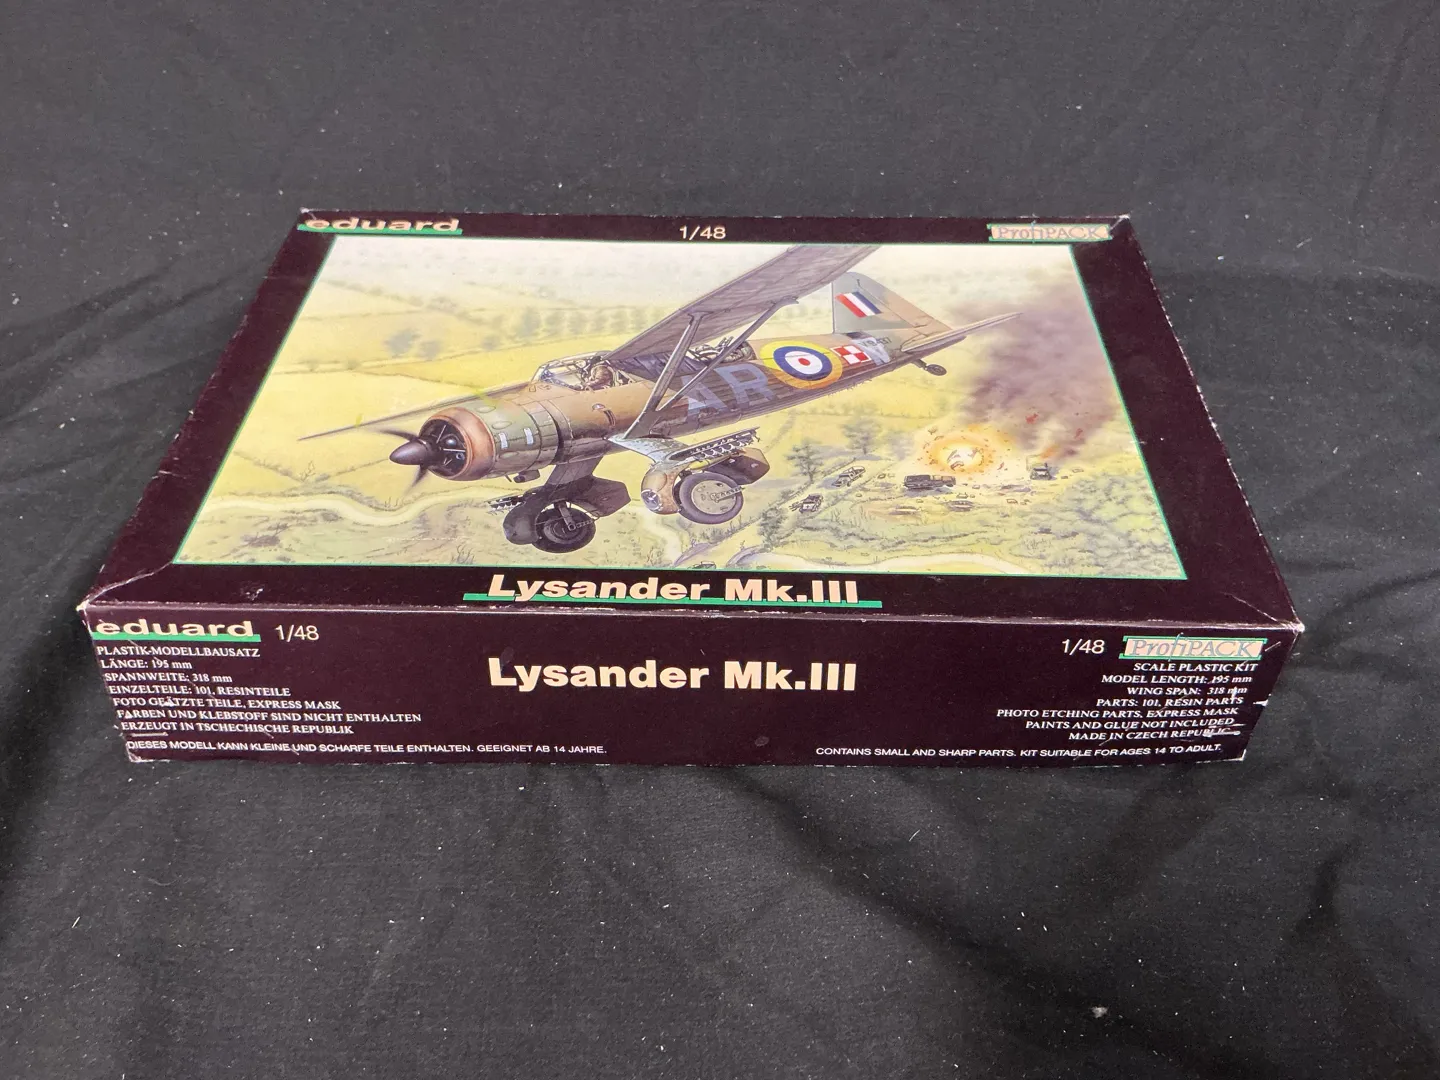 eduard
1/48
ProfiPACK
AR
Lysander Mk.III
eduard 1/48
PLASTIK-MODELLBAUSATZ
LÄNGE: 195 mm
SPANNWEITE: 318 mm
EINZELTEILE: 101, RESINTEILE
FOTO GEÄTZTE TEILE, EXPRESS MASK
FARBEN UND KLEBSTOFF SIND NICHT ENTHALTEN
ERZEUGT IN TSCHECHISCHE REPUBLIK
DIESES MODELL KANN KLEINE UND SCHARFE TEILE ENTHALTEN. GEEIGNET AB 14 JAHRE.
Lysander Mk.III
1/48 ProfiPACK
SCALE PLASTIC KIT
MODEL LENGTH: 195 mm
WING SPAN: 318 mm
PARTS: 101, RESIN PARTS
PHOTO ETCHING PARTS, EXPRESS MASK
PAINTS AND GLUE NOT INCLUDED
MADE IN CZECH REPUBLIC
CONTAINS SMALL AND SHARP PARTS. KIT SUITABLE FOR AGES 14 TO ADULT.